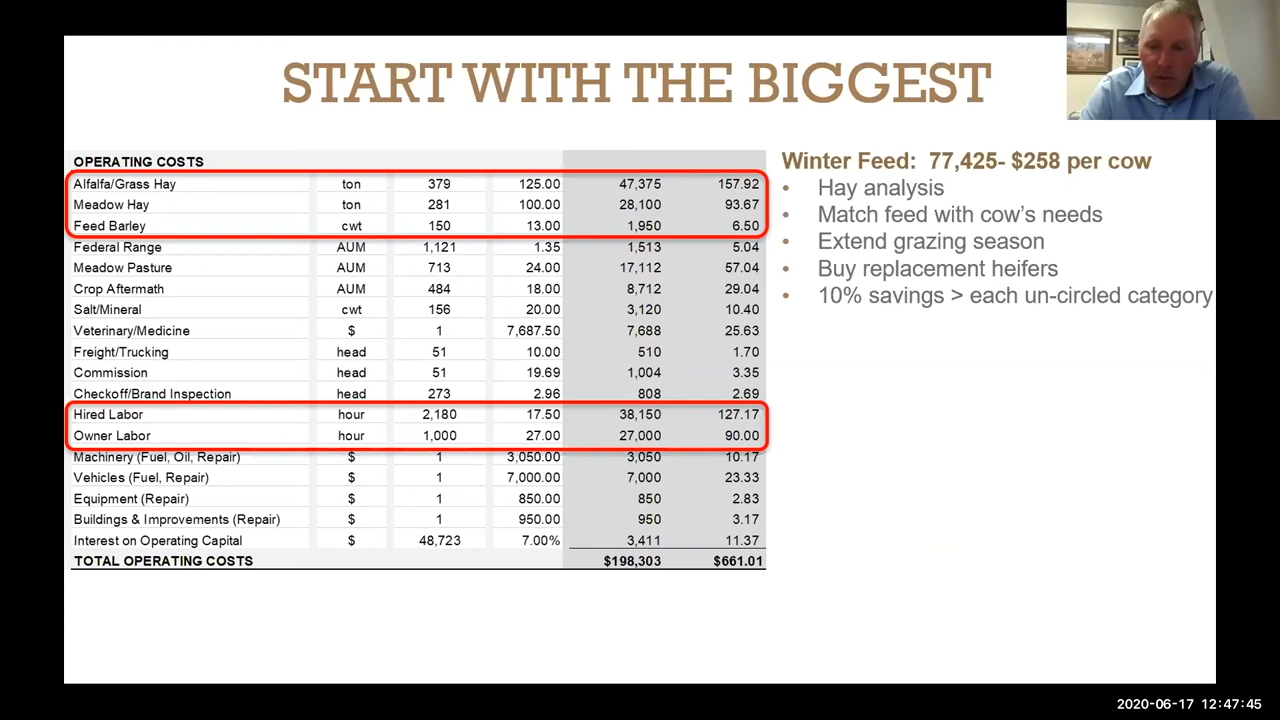 START WITH THE BIGGEST
OPERATING COSTS
Alfalfa/Grass Hay ton 379 125.00 47,375 157.92
Meadow Hay ton 281 100.00 28,100 93.67
Feed Barley cwt 150 13.00 1,950 6.50
Federal Range AUM 1,121 1.35 1,513 5.04
Meadow Pasture AUM 713 24.00 17,112 57.04
Crop Aftermath AUM 484 18.00 8,712 29.04
Salt/Mineral cwt 156 20.00 3,120 10.40
Veterinary/Medicine $ 1 7,687.50 7,688 25.63
Freight/Trucking head 51 10.00 510 1.70
Commission head 51 19.69 1,004 3.35
Checkoff/Brand Inspection head 273 2.96 808 2.69
Hired Labor hour 2,180 17.50 38,150 127.17
Owner Labor hour 1,000 27.00 27,000 90.00
Machinery (Fuel, Oil, Repair) $ 1 3,050.00 3,050 10.17
Vehicles (Fuel, Repair) $ 1 7,000.00 7,000 23.33
Equipment (Repair) $ 1 850.00 850 2.83
Buildings & Improvements (Repair) $ 1 950.00 950 3.17
Interest on Operating Capital $ 48,723 7.00% 3,411 11.37
TOTAL OPERATING COSTS $198,303 $661.01
Winter Feed: 77,425- $258 per cow
• Hay analysis
• Match feed with cow's needs
• Extend grazing season
• Buy replacement heifers
• 10% savings > each un-circled category
2020-06-17 12:47:45